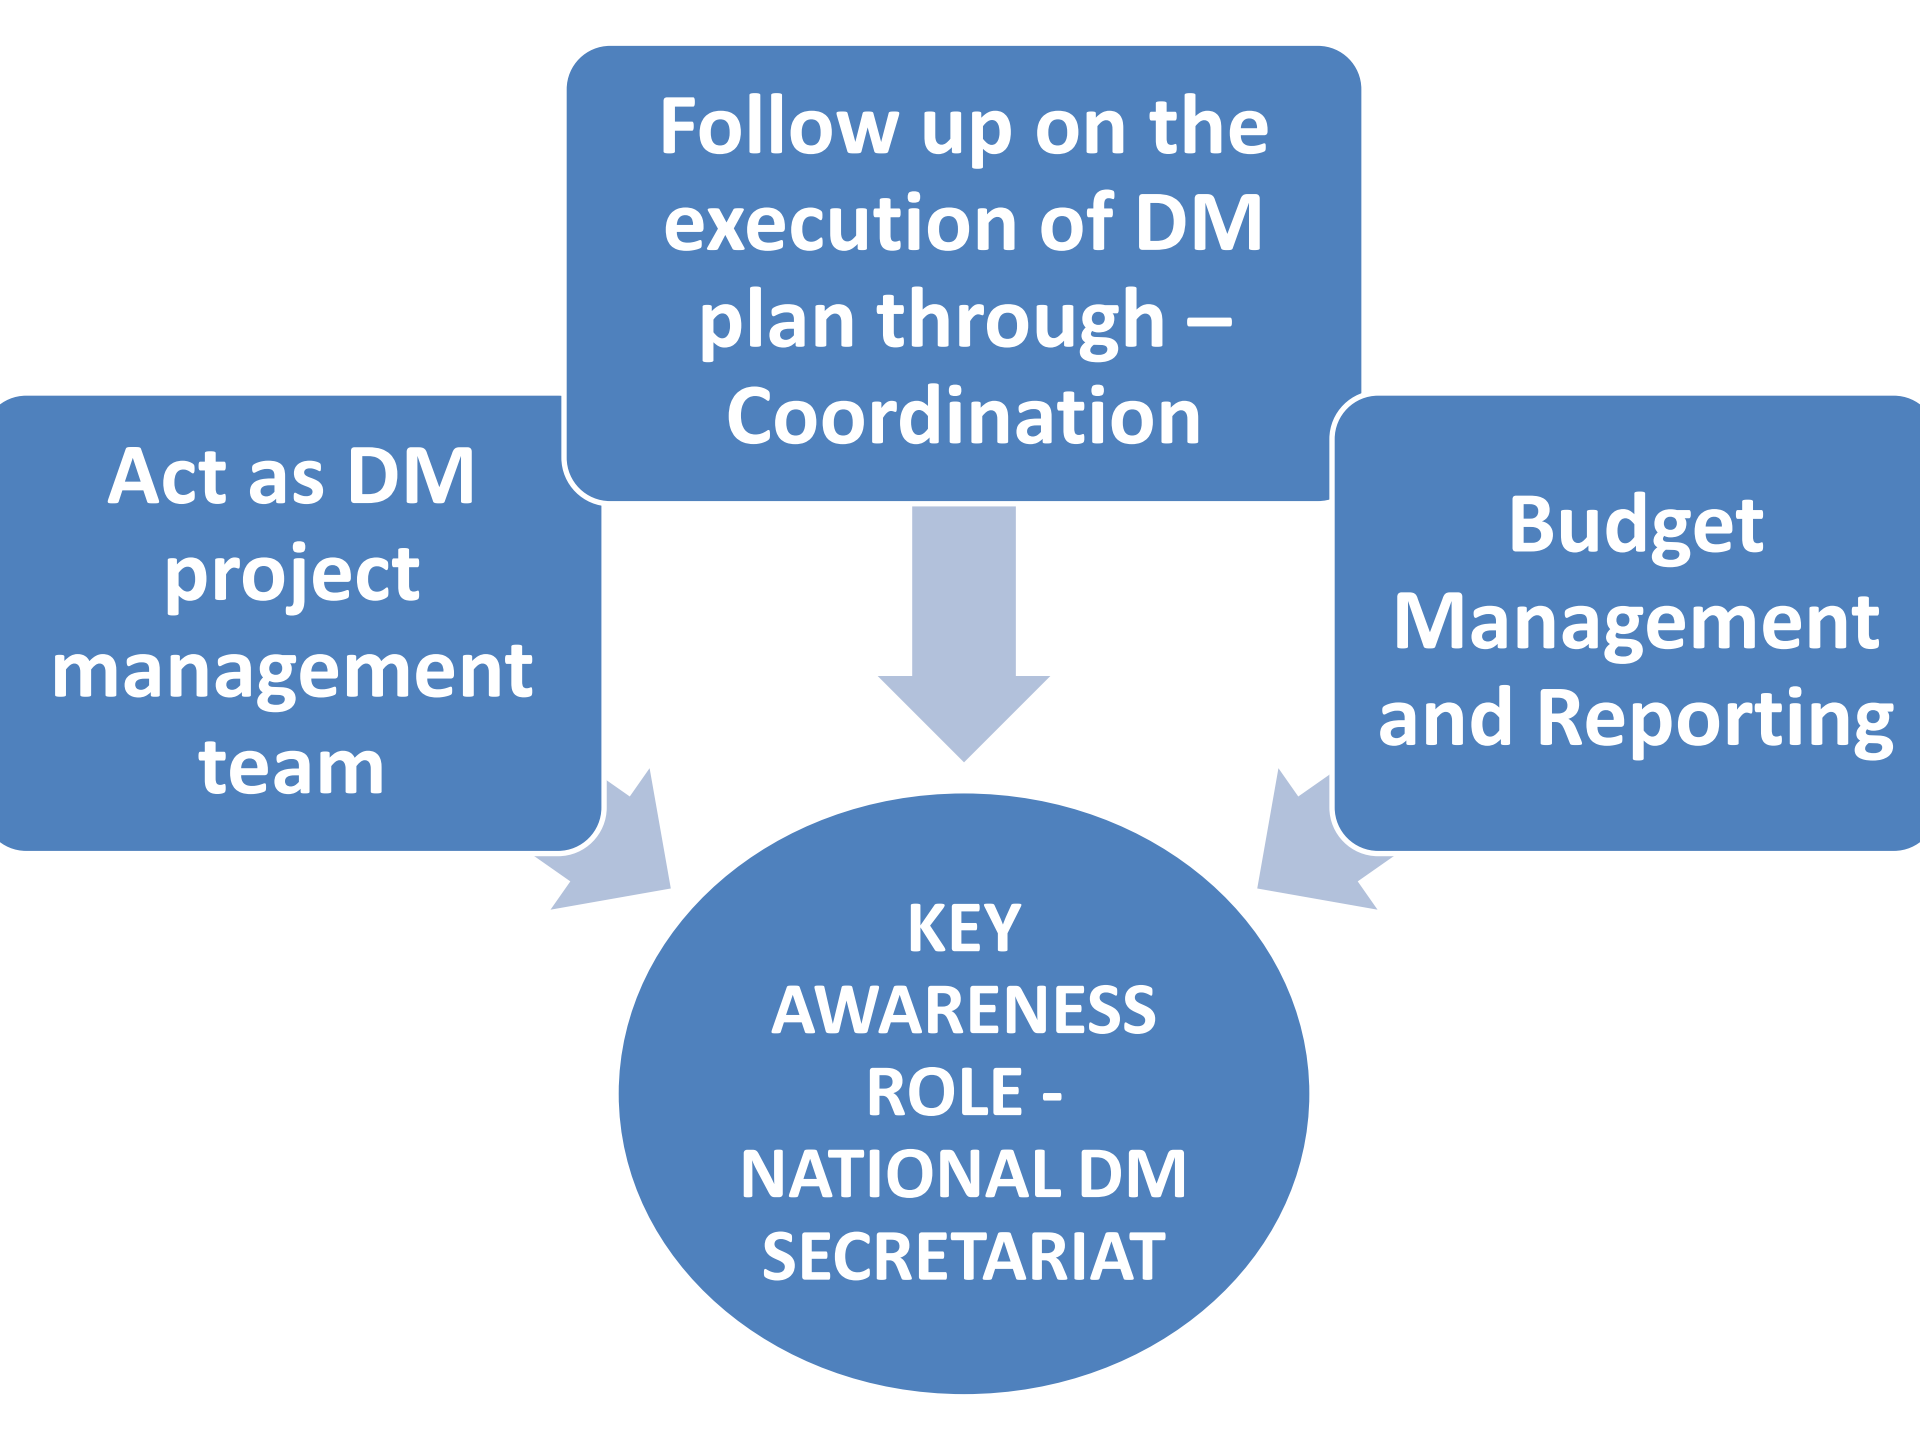 Follow up on the
execution of DM
plan through –
Coordination
Act as DM
project
management
team
Budget
Management
and Reporting
KEY
AWARENESS
ROLE -
NATIONAL DM
SECRETARIAT